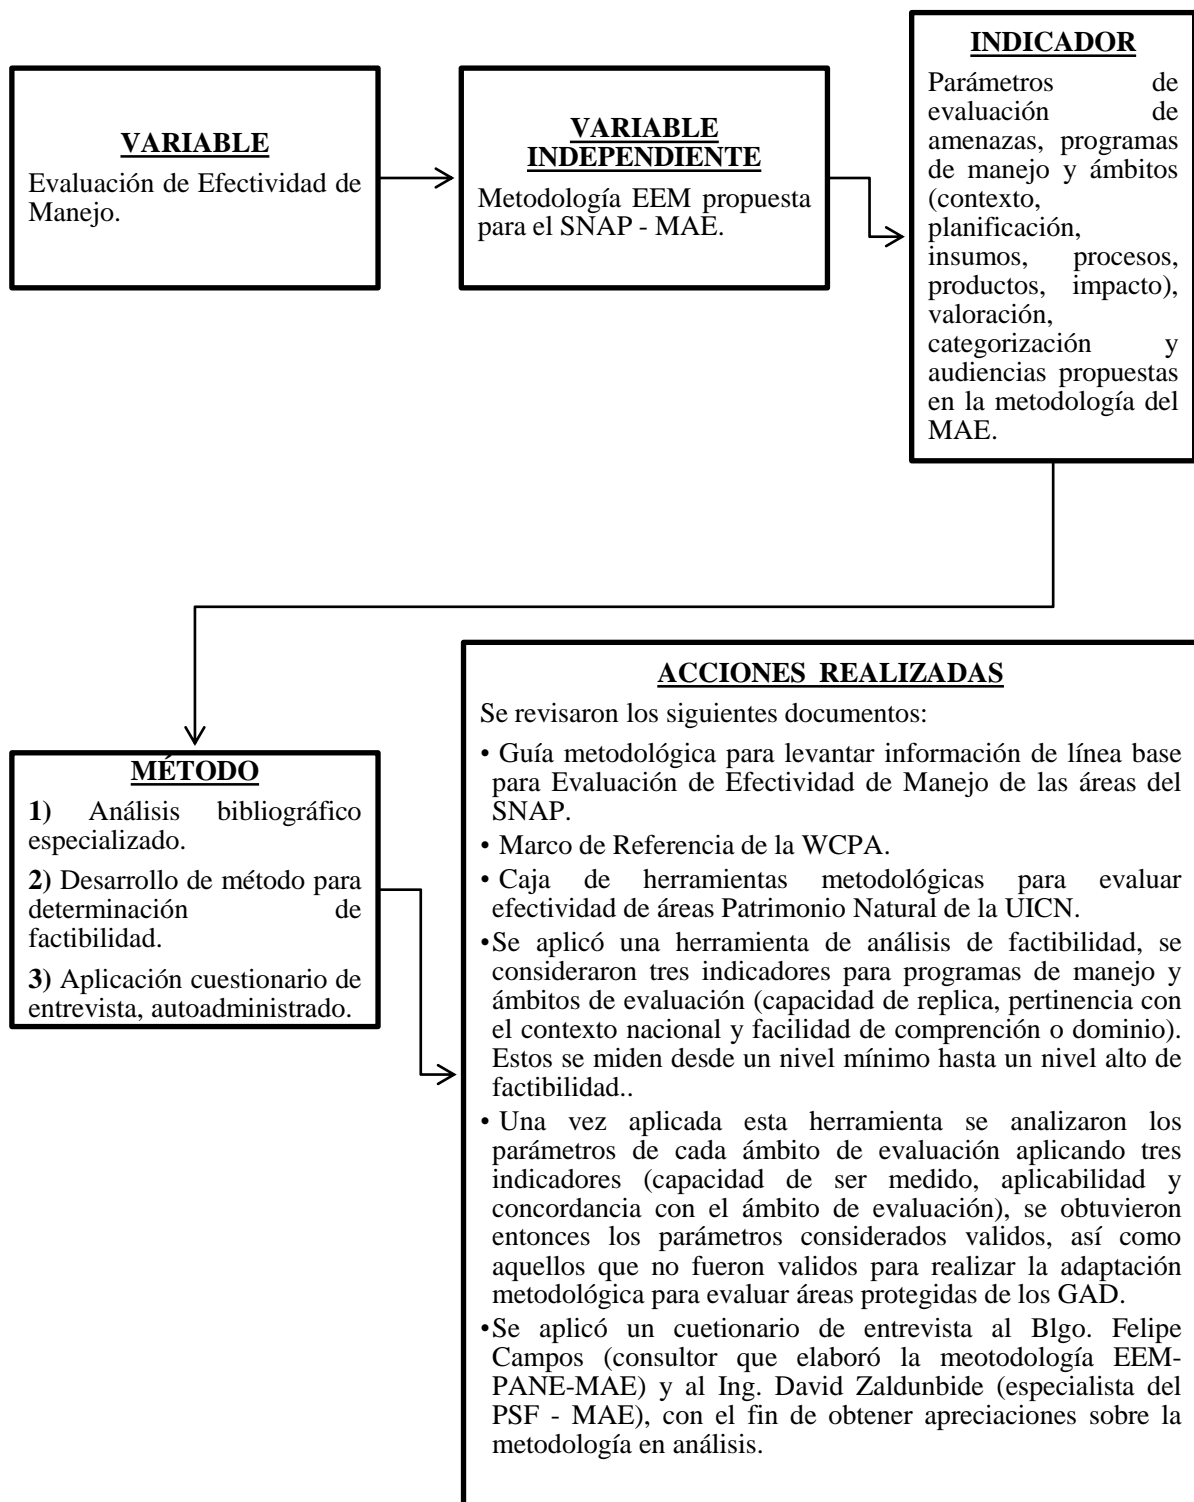 VARIABLE
Evaluación de Efectividad de
Manejo.
VARIABLE
INDEPENDIENTE
Metodología EEM propuesta
para el SNAP - MAE.
INDICADOR
Parámetros de
evaluación de
amenazas, programas
de manejo y ámbitos
(contexto,
planificación,
insumos, procesos,
productos, impacto),
valoración,
categorización y
audiencias propuestas
en la metodología del
MAE.
MÉTODO
1) Análisis bibliográfico
especializado.
2) Desarrollo de método para
determinación de
factibilidad.
3) Aplicación cuestionario de
entrevista, autoadministrado.
ACCIONES REALIZADAS
Se revisaron los siguientes documentos:
• Guía metodológica para levantar información de línea base
para Evaluación de Efectividad de Manejo de las áreas del
SNAP.
• Marco de Referencia de la WCPA.
• Caja de herramientas metodológicas para evaluar
efectividad de áreas Patrimonio Natural de la UICN.
•Se aplicó una herramienta de análisis de factibilidad, se
consideraron tres indicadores para programas de manejo y
ámbitos de evaluación (capacidad de replica, pertinencia con
el contexto nacional y facilidad de comprención o dominio).
Estos se miden desde un nivel mínimo hasta un nivel alto de
factibilidad..
• Una vez aplicada esta herramienta se analizaron los
parámetros de cada ámbito de evaluación aplicando tres
indicadores (capacidad de ser medido, aplicabilidad y
concordancia con el ámbito de evaluación), se obtuvieron
entonces los parámetros considerados validos, así como
aquellos que no fueron validos para realizar la adaptación
metodológica para evaluar áreas protegidas de los GAD.
•Se aplicó un cuetionario de entrevista al Blgo. Felipe
Campos (consultor que elaboró la meotodología EEM-
PANE-MAE) y al Ing. David Zaldunbide (especialista del
PSF - MAE), con el fin de obtener apreciaciones sobre la
metodología en análisis.